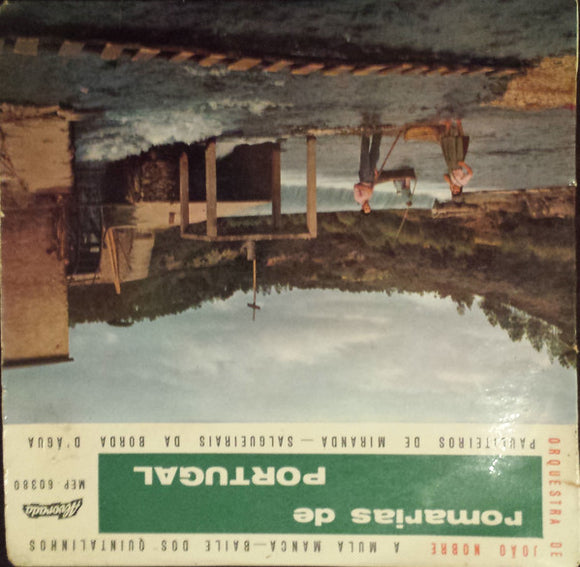 JOÃO NOBRE
A MULA MANCA—BAILE DOS QUINTALINHOS
ORQUESTRA DE
romarias de
PORTUGAL
Alvorada
MEP 60380
PAULITEIROS DE MIRANDA—SALGUEIRAIS DA BORDA D'ÁGUA